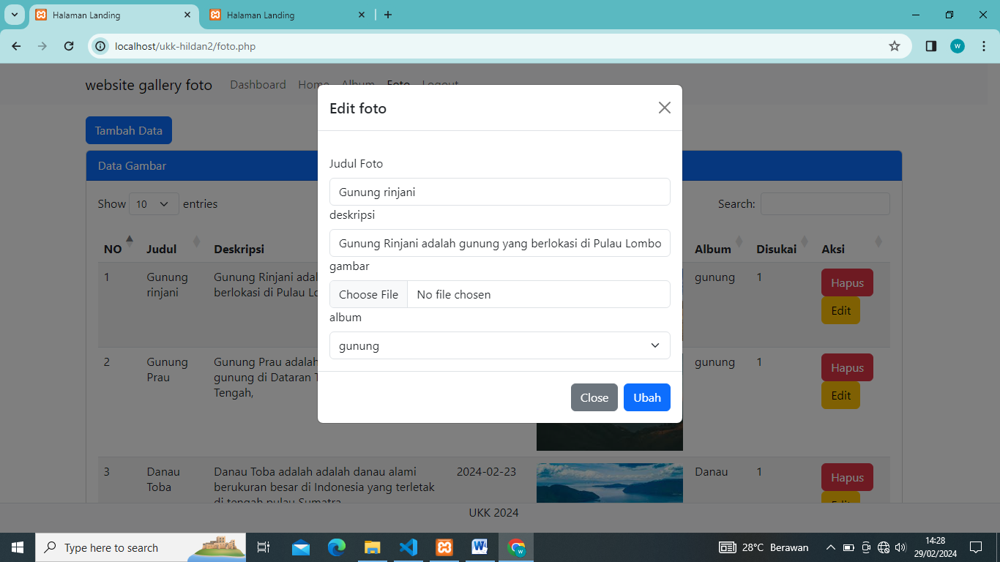 Halaman Landing
Halaman Landing
localhost/ukk-hildan2/foto.php
W
website gallery foto Dashboard Home Album Foto Logout
Tambah Data
Data Gambar
Show 10 entries
Search:
NO Judul Deskripsi Album Disukai Aksi
1 Gunung rinjani
Gunung Rinjani adal
berlokasi di Pulau Lo
gunung 1 Hapus
Edit
2 Gunung Prau
Gunung Prau adalah
gunung di Dataran T
Tengah,
gunung 1 Hapus
Edit
3 Danau Toba
Danau Toba adalah adalah danau alami
berukuran besar di Indonesia yang terletak
di tengah pulau Sumatra
2024-02-23
Danau 1 Hapus
Edit
Edit foto
Judul Foto
Gunung rinjani
deskripsi
Gunung Rinjani adalah gunung yang berlokasi di Pulau Lombo
gambar
Choose File No file chosen
album
gunung
Close Ubah
UKK 2024
Type here to search
28°C Berawan
14:28
29/02/2024